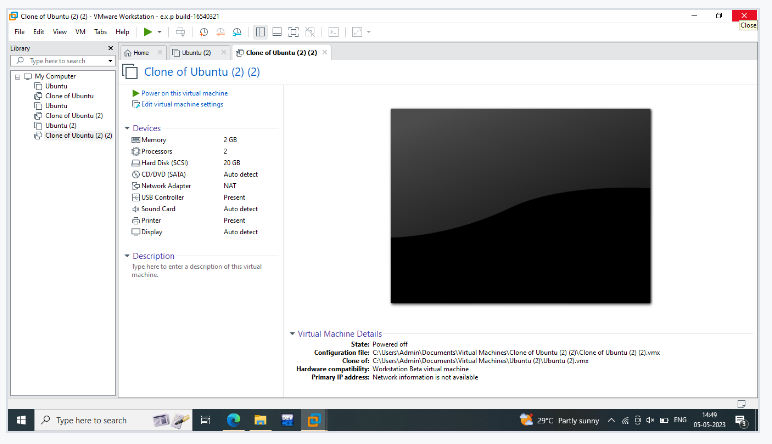 Clone of Ubuntu (2) (2) - VMware Workstation - e.x.p build-16540321
Close
File Edit View VM Tabs Help
Library
Type here to search
My Computer
Ubuntu
Clone of Ubuntu
Ubuntu
Clone of Ubuntu (2)
Ubuntu (2)
Clone of Ubuntu (2) (2)
Home
Ubuntu (2)
Clone of Ubuntu (2) (2)
Clone of Ubuntu (2) (2)
Power on this virtual machine
Edit virtual machine settings
Devices
Memory 2 GB
Processors 2
Hard Disk (SCSI) 20 GB
CD/DVD (SATA) Auto detect
Network Adapter NAT
USB Controller Present
Sound Card Auto detect
Printer Present
Display Auto detect
Description
Type here to enter a description of this virtual
machine.
Virtual Machine Details
State: Powered off
Configuration file: C:\Users\Admin\Documents\Virtual Machines\Clone of Ubuntu (2) (2)\Clone of Ubuntu (2) (2).vmx
Clone of: C:\Users\Admin\Documents\Virtual Machines\Ubuntu (2)\Ubuntu (2).vmx
Hardware compatibility: Workstation Beta virtual machine
Primary IP address: Network information is not available
Type here to search
29°C Partly sunny
ENG
14:49
05-05-2023
3